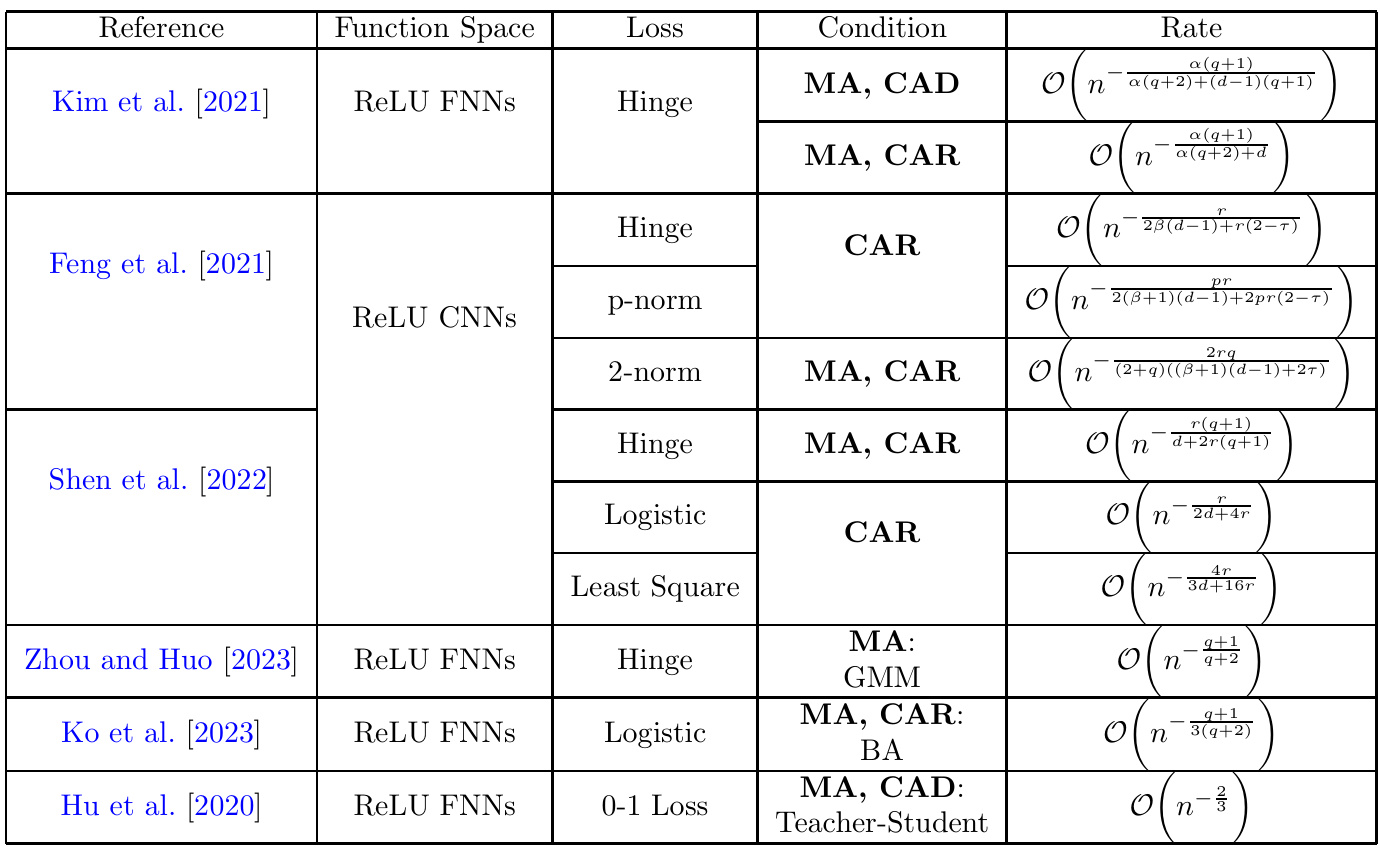 Reference Function Space Loss Condition Rate
Kim et al. [2021] ReLU FNNs Hinge MA, CAD $\mathcal{O}\left(n^{-\frac{\alpha(q+1)}{\alpha(q+2)+(d-1)(q+1)}}\right)$
MA, CAR $\mathcal{O}\left(n^{-\frac{\alpha(q+1)}{\alpha(q+2)+d}}\right)$
Feng et al. [2021] ReLU CNNs Hinge CAR $\mathcal{O}\left(n^{-\frac{r}{2\beta(d-1)+r(2-\tau)}}\right)$
p-norm $\mathcal{O}\left(n^{-\frac{pr}{2(\beta+1)(d-1)+2pr(2-\tau)}}\right)$
2-norm MA, CAR $\mathcal{O}\left(n^{-\frac{2rq}{(2+q)((\beta+1)(d-1)+2\tau)}}\right)$
Shen et al. [2022] Hinge MA, CAR $\mathcal{O}\left(n^{-\frac{r(q+1)}{d+2r(q+1)}}\right)$
Logistic CAR $\mathcal{O}\left(n^{-\frac{r}{2d+4r}}\right)$
Least Square $\mathcal{O}\left(n^{-\frac{4r}{3d+16r}}\right)$
Zhou and Huo [2023] ReLU FNNs Hinge MA:
GMM $\mathcal{O}\left(n^{-\frac{q+1}{q+2}}\right)$
Ko et al. [2023] ReLU FNNs Logistic MA, CAR:
BA $\mathcal{O}\left(n^{-\frac{q+1}{3(q+2)}}\right)$
Hu et al. [2020] ReLU FNNs 0-1 Loss MA, CAD:
Teacher-Student $\mathcal{O}\left(n^{-\frac{2}{3}}\right)$